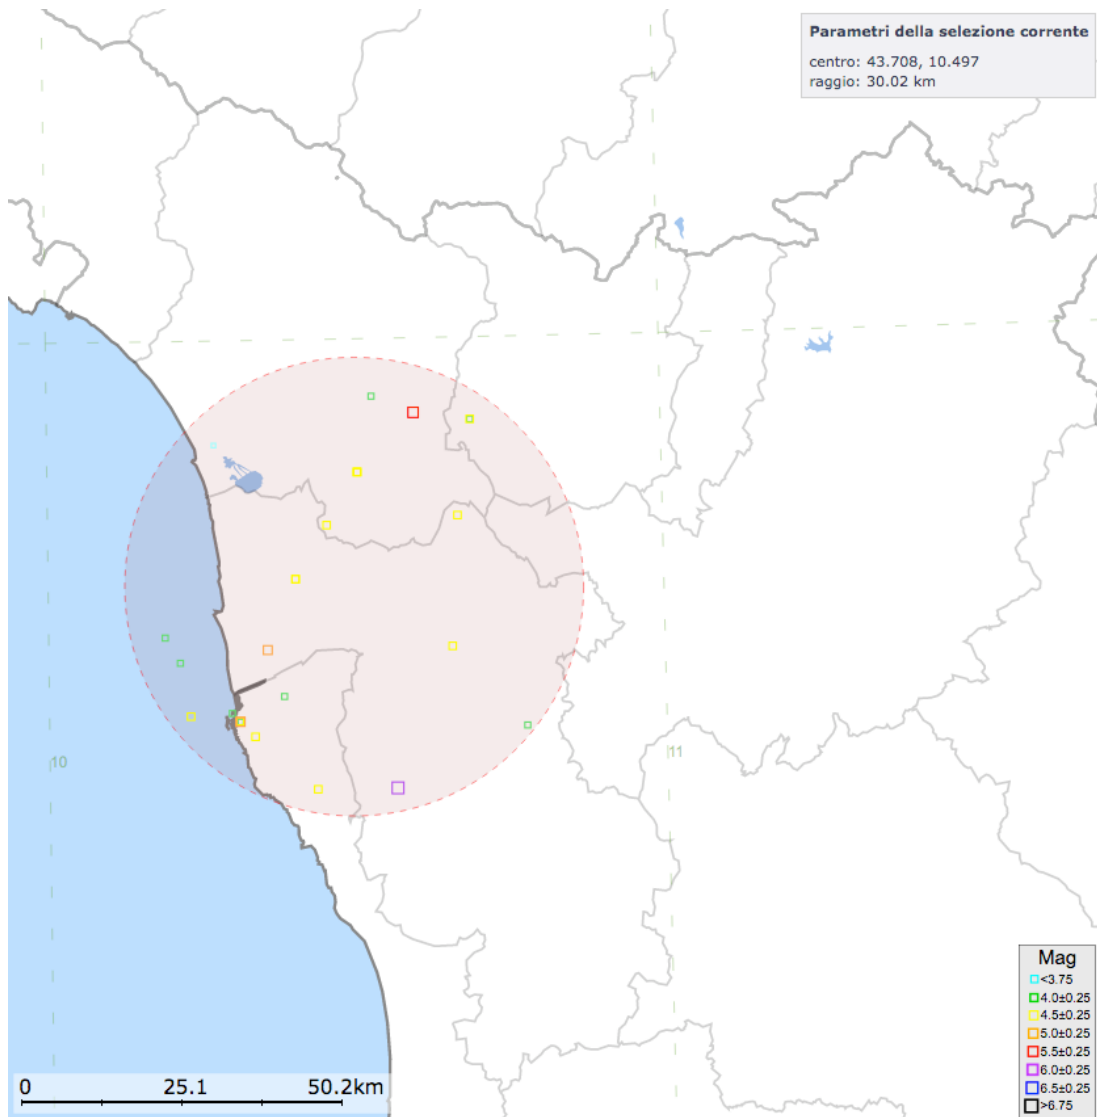 Parametri della selezione corrente
centro: 43.708, 10.497
raggio: 30.02 km
10
11
Mag
<3.75
4.0±0.25
4.5±0.25
5.0±0.25
5.5±0.25
6.0±0.25
6.5±0.25
>6.75
0 25.1 50.2km